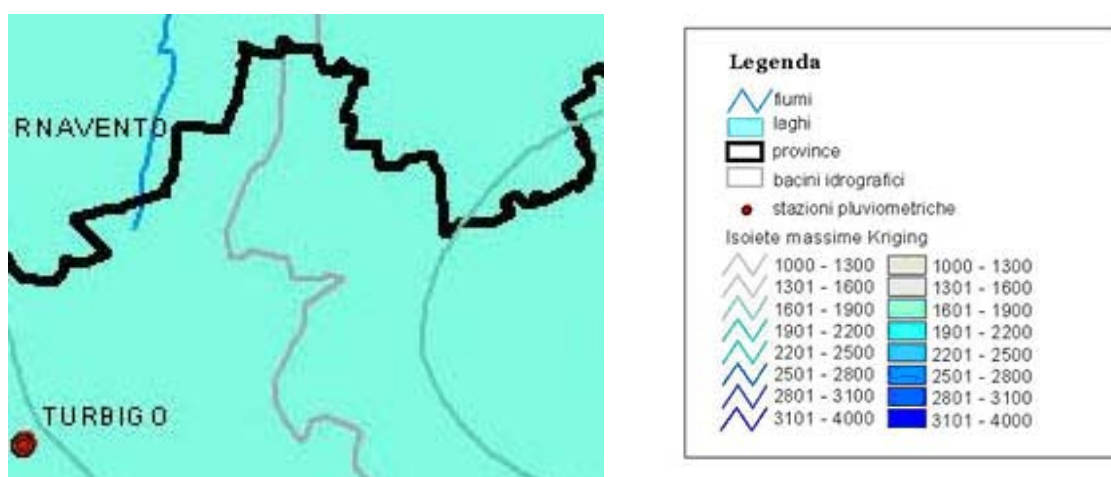 RNAVENTO
TURBIGO
Legenda
fiumi
laghi
province
bacini idrografici
stazioni pluviometriche
Isoiete massime Kriging
1000 - 1300 1000 - 1300
1301 - 1600 1301 - 1600
1601 - 1900 1601 - 1900
1901 - 2200 1901 - 2200
2201 - 2500 2201 - 2500
2501 - 2800 2501 - 2800
2801 - 3100 2801 - 3100
3101 - 4000 3101 - 4000